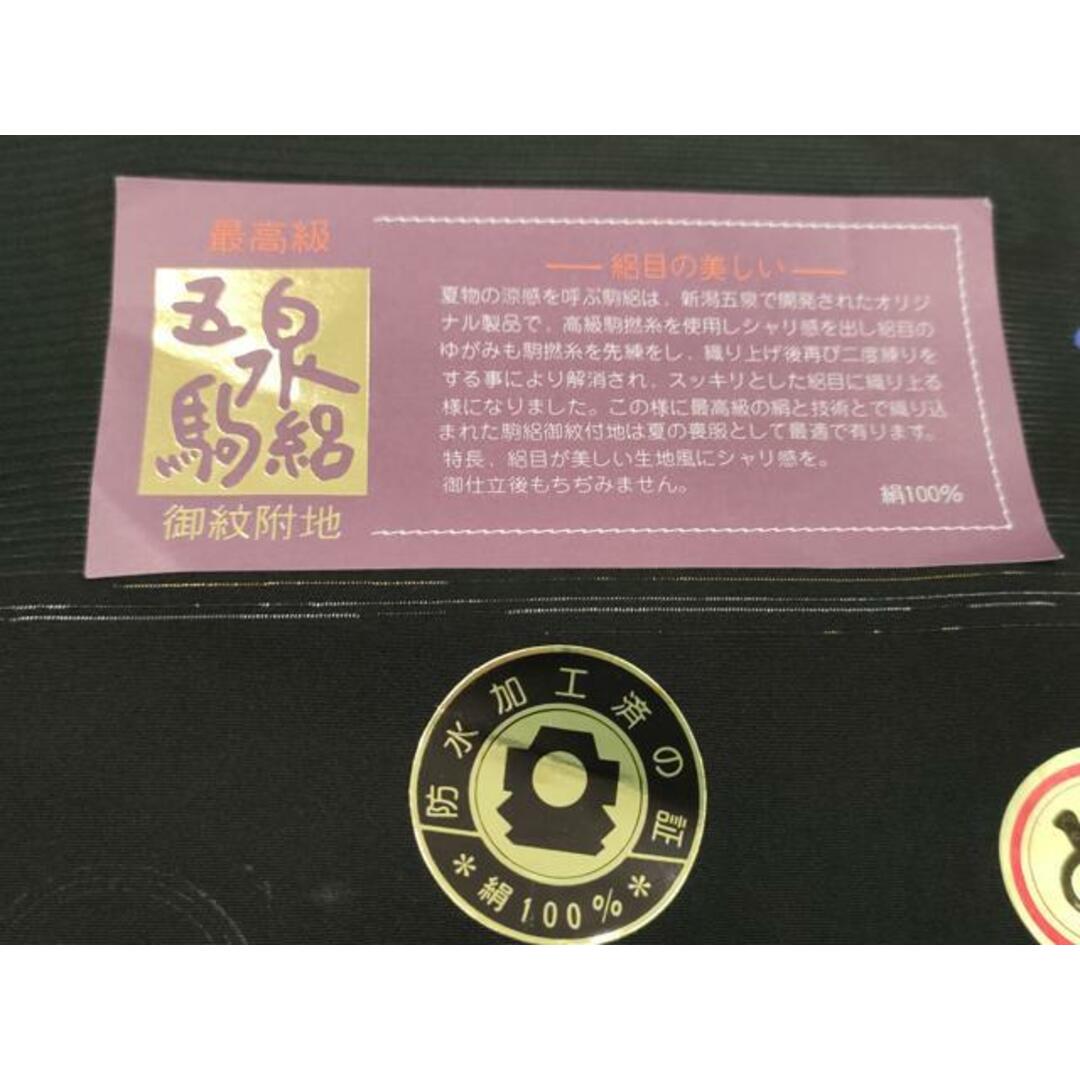 最高級
五泉
駒絽
御紋附地
絽目の美しい
夏物の涼感を呼ぶ駒絽は、新潟五泉で開発されたオリジ
ナル製品で、高級駒撚糸を使用しシャリ感を出し絽目の
ゆがみも駒撚糸を先練をし、織り上げ後再び二度練りを
する事により解消され、スッキリとした絽目に織り上る
様になりました。この様に最高級の絹と技術とで織り込
まれた駒絽御紋付地は夏の喪服として最適で有ります。
特長、絽目が美しい生地風にシャリ感を。
御仕立後もちぢみません。
絹100%
防水加工済の証
*絹100%*